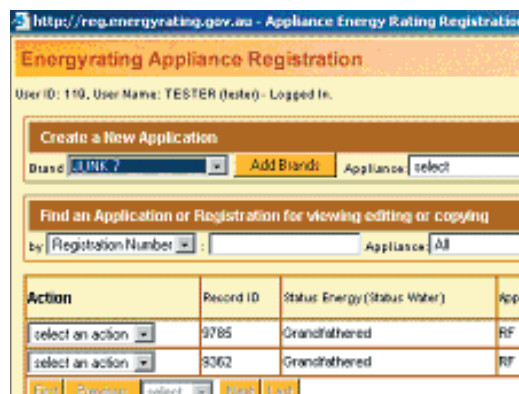 http://reg.energyrating.gov.au - Appliance Energy Rating Registratio
Energyrating Appliance Registration
User ID: 119, User Name: TESTER (tester) - Logged In.
Create a New Application
Brand JUNK 7 Add Brands Appliance: select
Find an Application or Registration for viewing editing or copying
by Registration Number : Appliance: All
Action Record ID Status Energy (Status Water) App
select an action 9785 Grandfathered RF
select an action 9362 Grandfathered RF
First Previous select Next Last